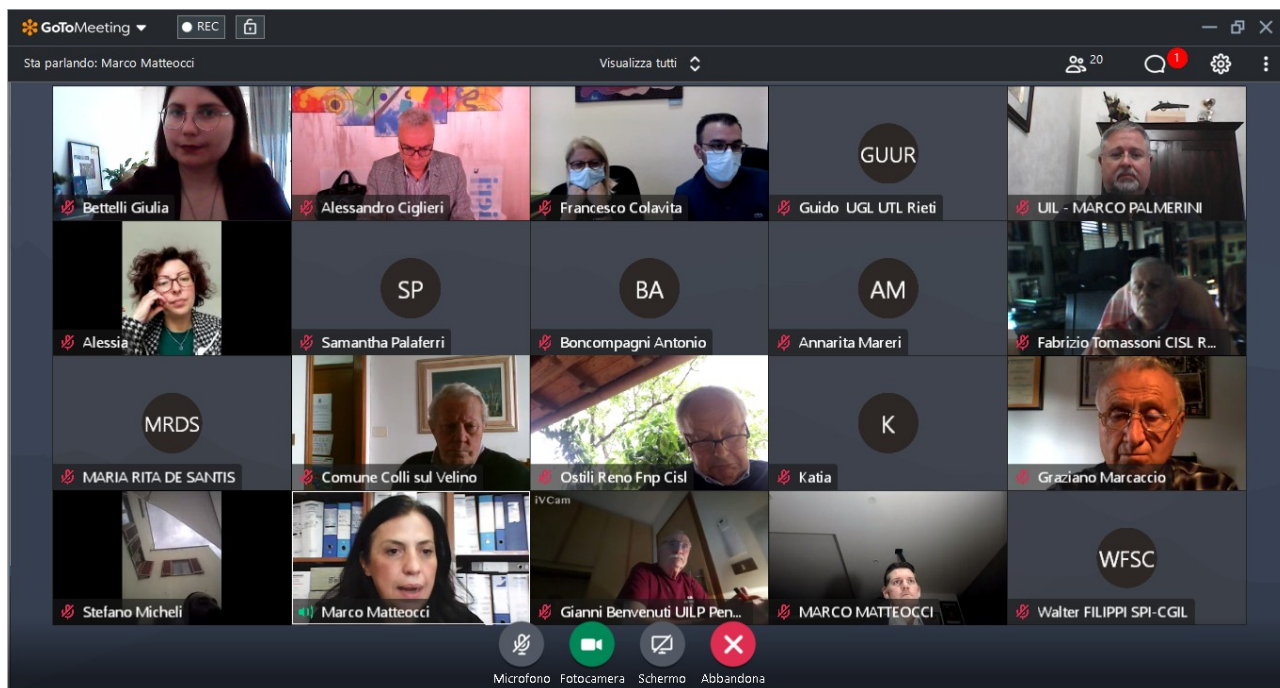 GoToMeeting
REC
Sta parlando: Marco Matteocci
Visualizza tutti
20
1
Bettelli Giulia
Alessandro Ciglieri
Francesco Colavita
GUUR
Guido UGL UTL Rieti
UIL - MARCO PALMERINI
Alessia
SP
Samantha Palaferri
BA
Boncompagni Antonio
AM
Annarita Mareri
Fabrizio Tomassoni CISL R...
MRDS
MARIA RITA DE SANTIS
Comune Colli sul Velino
Ostili Reno Fnp Cisl
K
Katia
Graziano Marcaccio
Stefano Micheli
Marco Matteocci
iVCam
Gianni Benvenuti UILP Pen...
MARCO MATTEOCCI
WFSC
Walter FILIPPI SPI-CGIL
Microfono
Fotocamera
Schermo
Abbandona